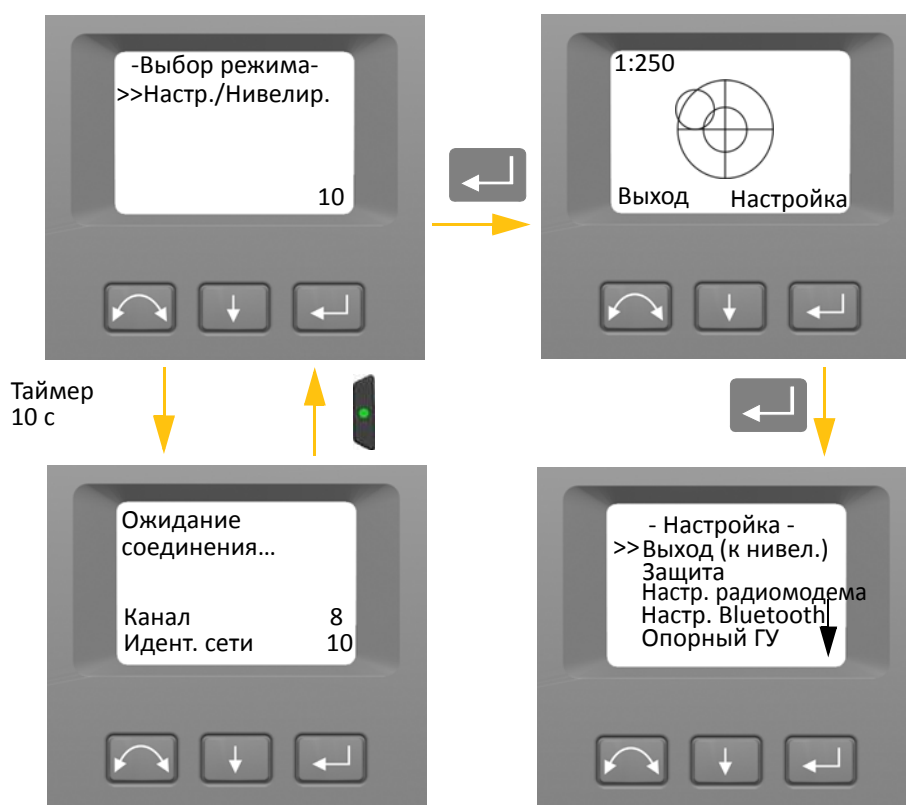 -Выбор режима-
>>Настр./Нивелир.
10
1:250
Выход Настройка
Таймер
10 с
Ожидание
соединения...
Канал 8
Идент. сети 10
- Настройка -
>>Выход (к нивел.)
Защита
Настр. радиомодема
Настр. Bluetooth
Опорный ГУ